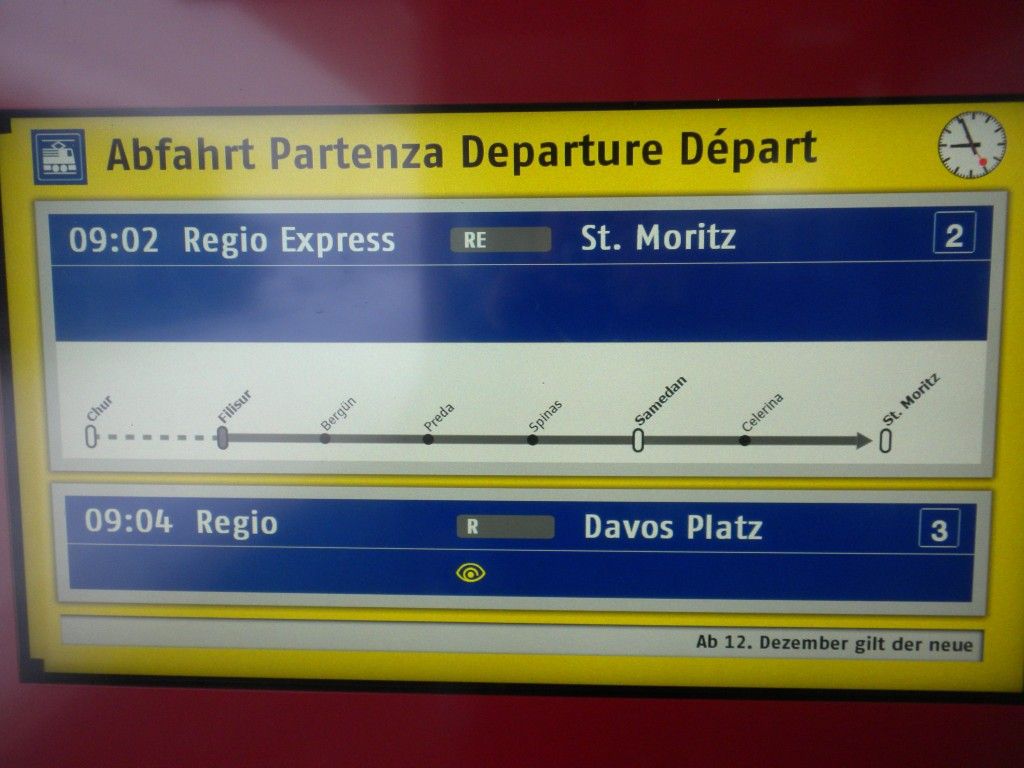 Abfahrt Partenza Departure Départ
09:02 Regio Express RE St. Moritz 2
Chur Filisur Bergün Preda Spinas Samedan Celerina St. Moritz
09:04 Regio R Davos Platz 3
Ab 12. Dezember gilt der neue